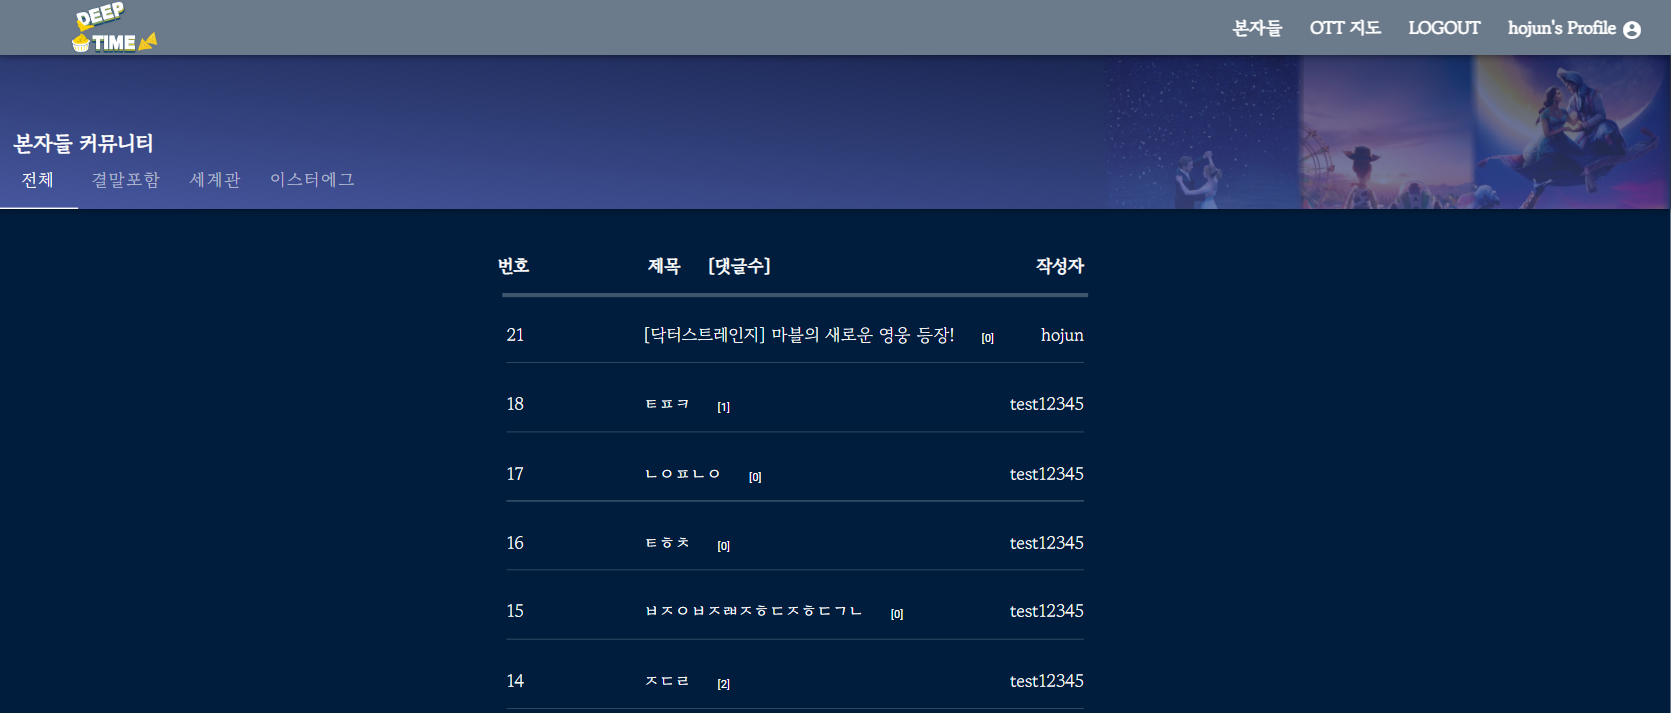 DEEP
TIME
본자들 OTT 지도 LOGOUT hojun's Profile
본자들 커뮤니티
전체 결말포함 세계관 이스터에그
번호 제목 [댓글수] 작성자
21 [닥터스트레인지] 마블의 새로운 영웅 등장! [0] hojun
18 ㅌㅍㅋ [1] test12345
17 ㄴㅇㅍㄴㅇ [0] test12345
16 ㅌㅎㅊ [0] test12345
15 [0] test12345
14 ㅈㄷㄹ [2] test12345